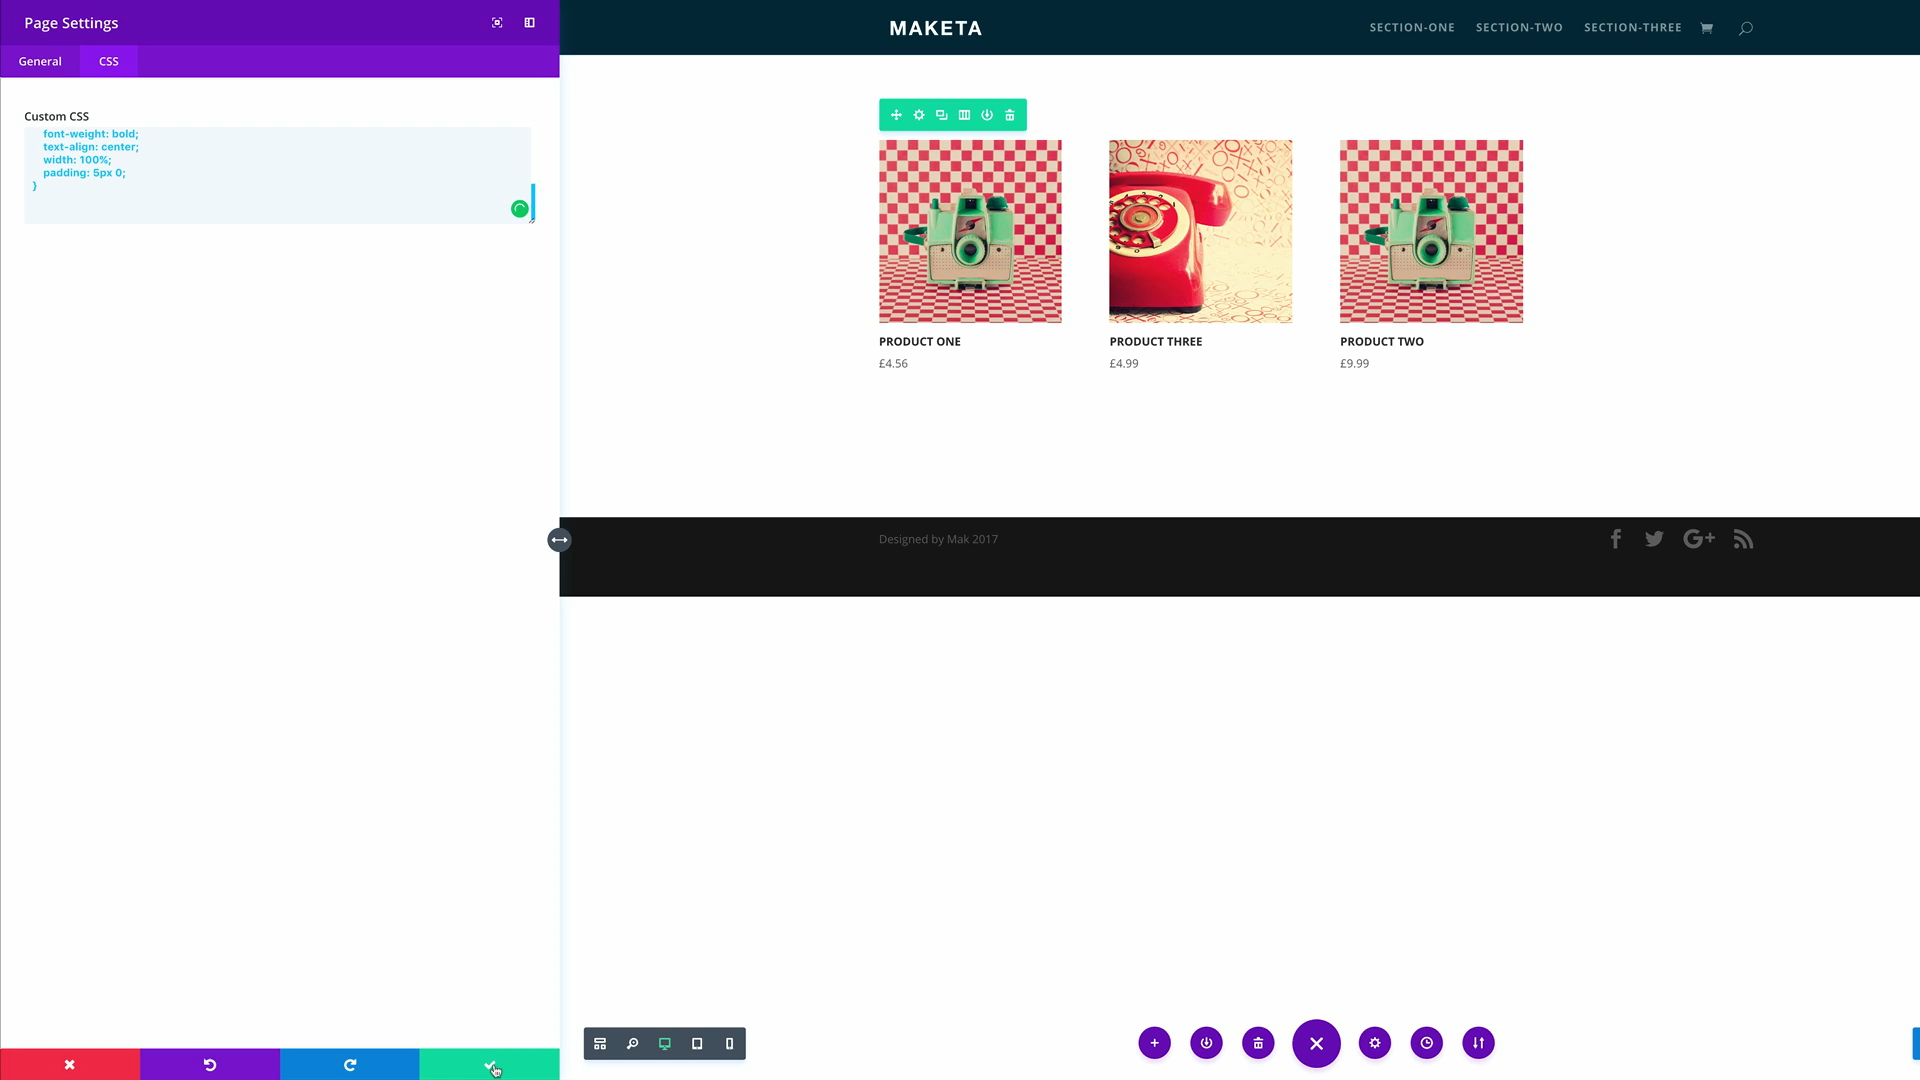 Page Settings
General
CSS
Custom CSS
font-weight: bold;
text-align: center;
width: 100%;
padding: 5px 0;
}
MAKETA
SECTION-ONE
SECTION-TWO
SECTION-THREE
PRODUCT ONE
£4.56
PRODUCT THREE
£4.99
PRODUCT TWO
£9.99
Designed by Mak 2017